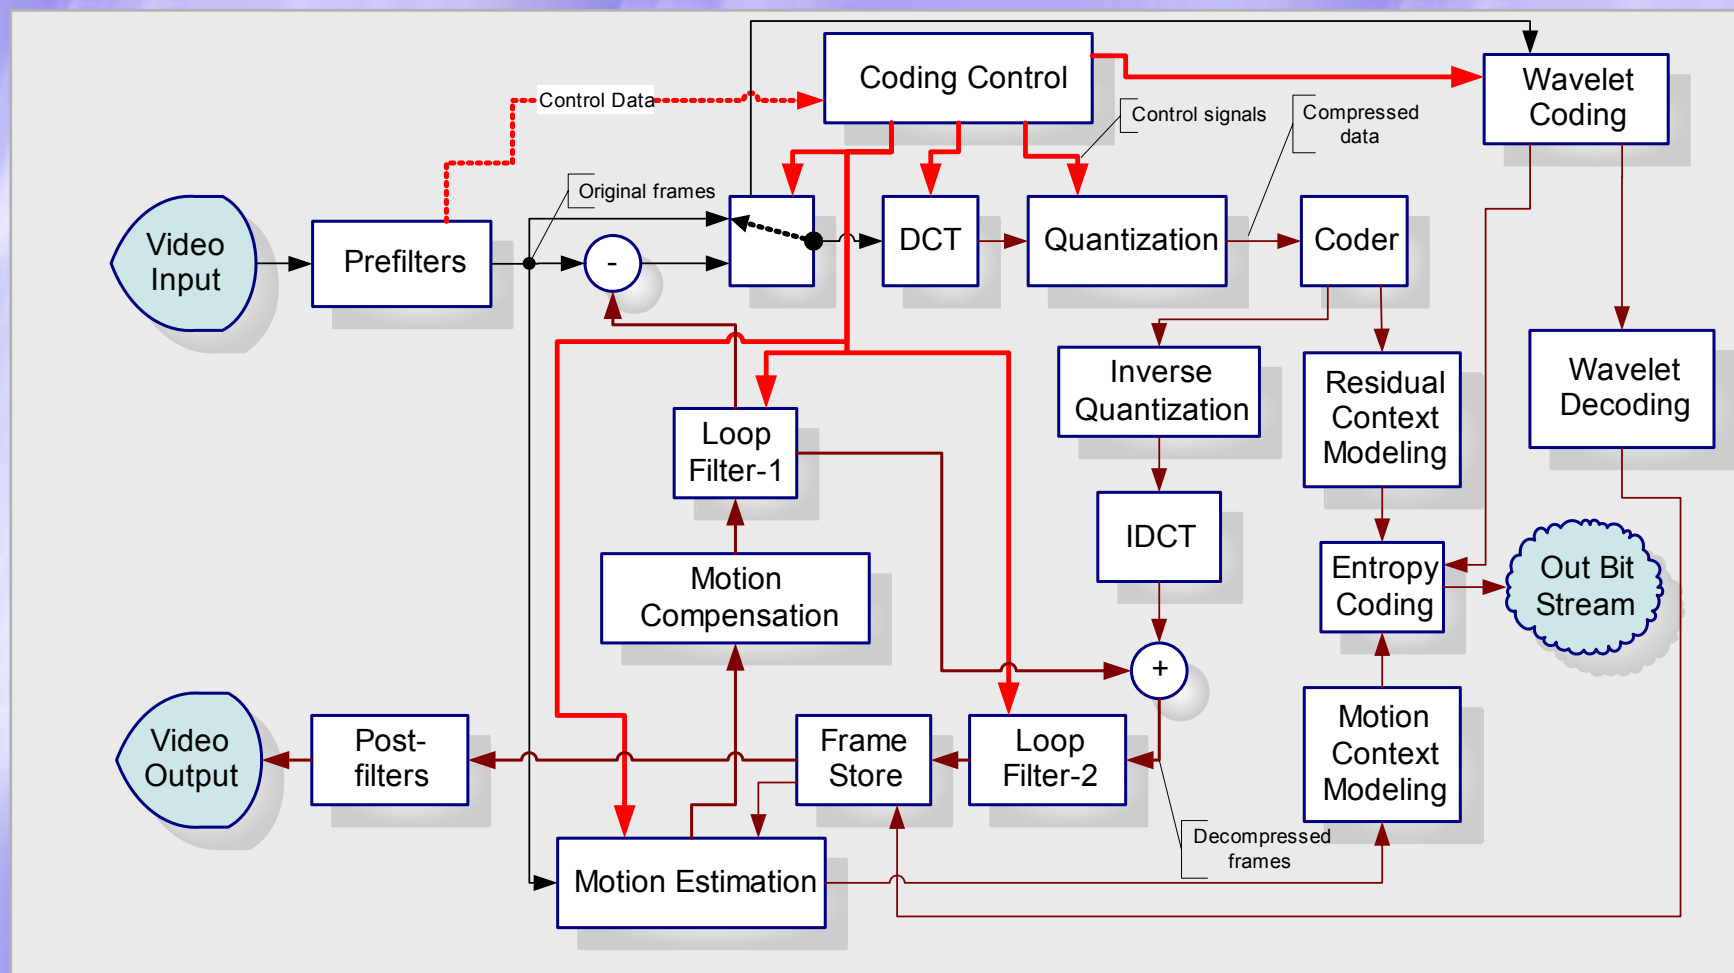 Coding Control
Wavelet
Coding
Control Data
Control signals
Compressed
data
Original frames
Video
Input
Prefilters
-
DCT
Quantization
Coder
Inverse
Quantization
Residual
Context
Modeling
Wavelet
Decoding
Loop
Filter-1
IDCT
Motion
Compensation
Entropy
Coding
Out Bit
Stream
+
Video
Output
Post-
filters
Frame
Store
Loop
Filter-2
Motion
Context
Modeling
Decompressed
frames
Motion Estimation